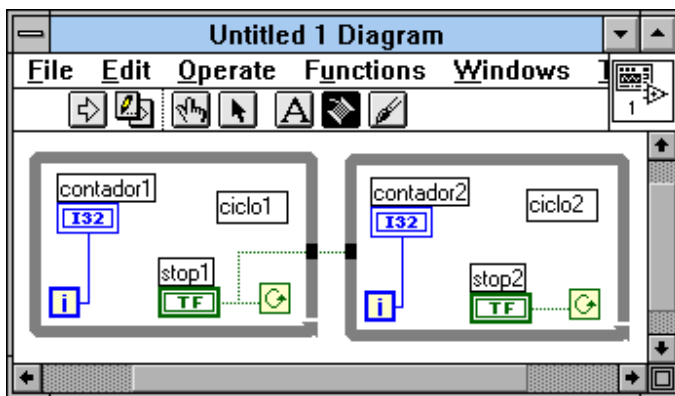 Untitled 1 Diagram
File Edit Operate Functions Windows
1
A
contador1
I32
ciclo1
stop1
TF
i
contador2
I32
ciclo2
stop2
TF
i